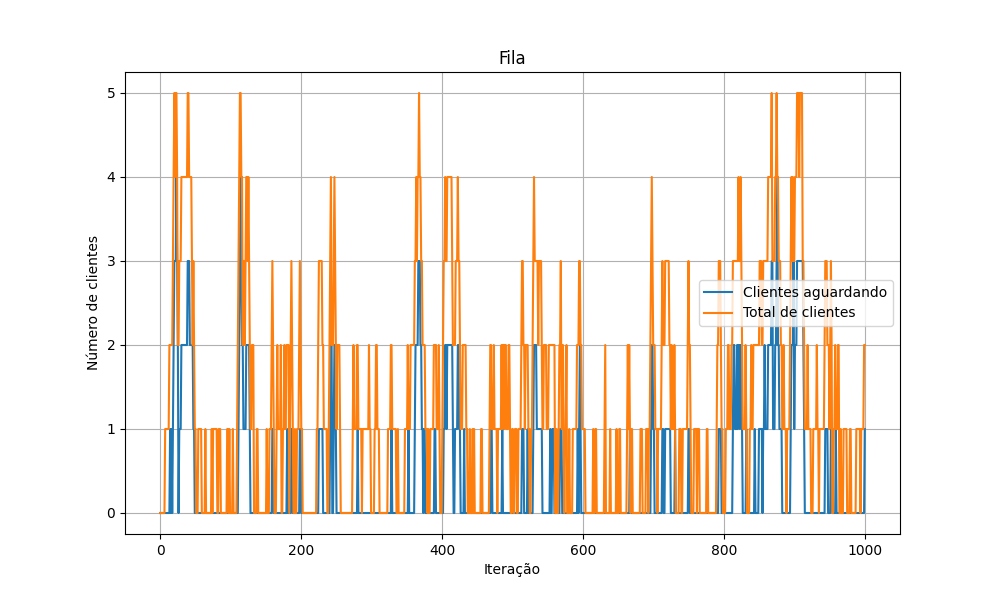 Fila
Número de clientes
5
4
3
2
1
0
Clientes aguardando
Total de clientes
0 200 400 600 800 1000
Iteração